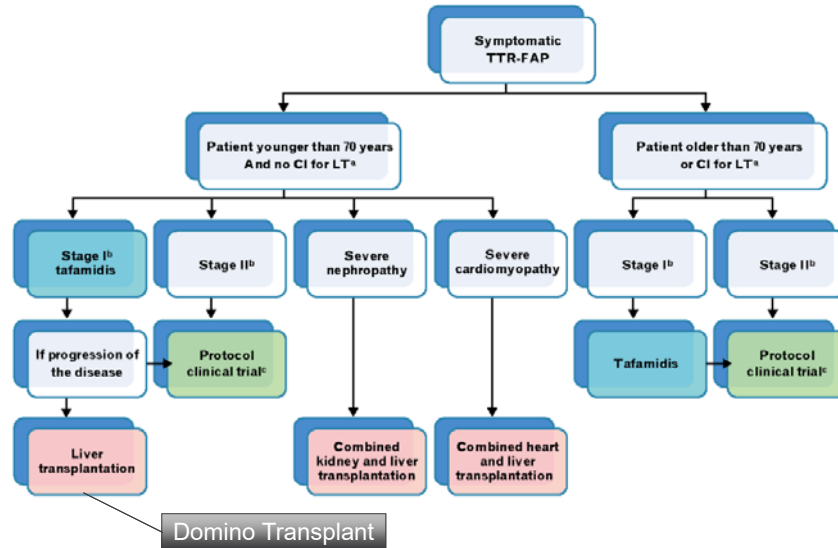 Symptomatic
TTR-FAP
Patient younger than 70 years
And no CI for LTᵃ
Patient older than 70 years
or CI for LTᵃ
Stage Iᵇ
tafamidis
Stage IIᵇ
Severe
nephropathy
Severe
cardiomyopathy
Stage Iᵇ
Stage IIᵇ
If progression of
the disease
Protocol
clinical trialᶜ
Tafamidis
Protocol
clinical trialᶜ
Liver
transplantation
Combined
kidney and liver
transplantation
Combined heart
and liver
transplantation
Domino Transplant